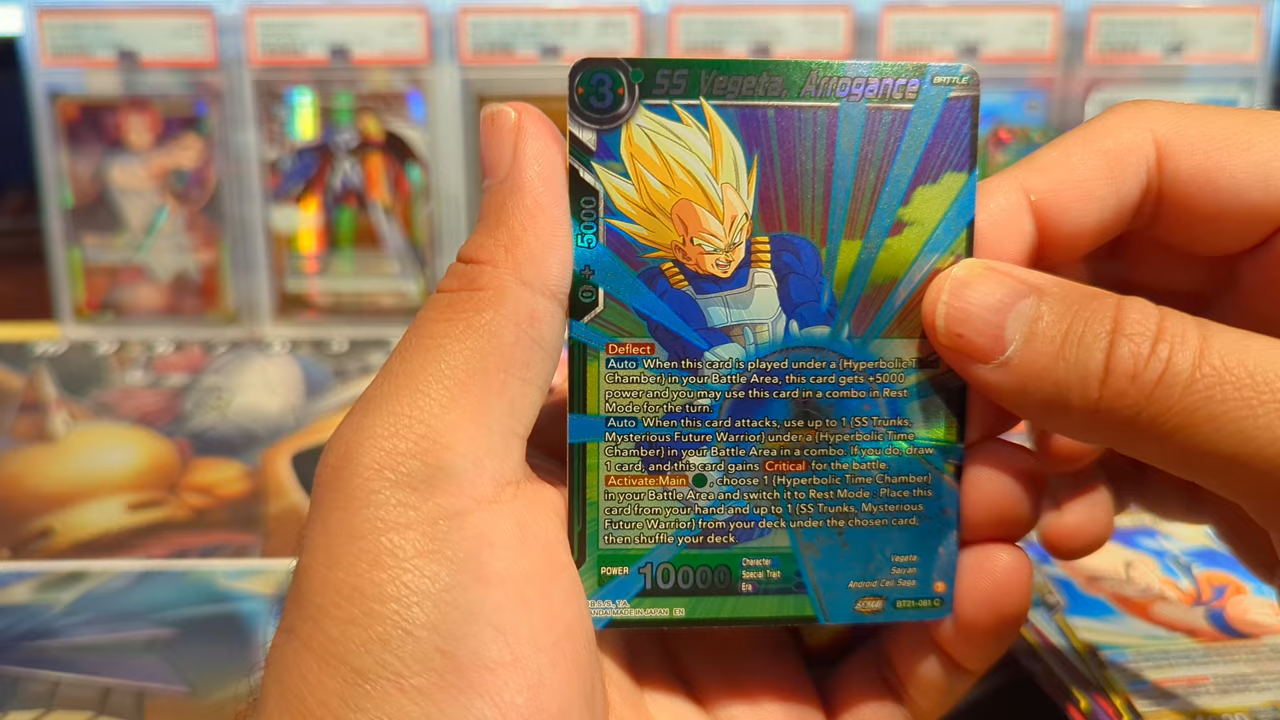 3
SS Vegeta, Arrogance
BATTLE
0 + 5000
Deflect
Auto When this card is played under a {Hyperbolic Time
Chamber} in your Battle Area, this card gets +5000
power and you may use this card in a combo in Rest
Mode for the turn.
Auto When this card attacks, use up to 1 {SS Trunks,
Mysterious Future Warrior} under a {Hyperbolic Time
Chamber} in your Battle Area in a combo. If you do, draw
1 card, and this card gains Critical for the battle.
Activate:Main , choose 1 {Hyperbolic Time Chamber}
in your Battle Area and switch it to Rest Mode : Place this
card from your hand and up to 1 {SS Trunks, Mysterious
Future Warrior} from your deck under the chosen card,
then shuffle your deck.
POWER 10000
Character Vegeta
Special Trait Saiyan
Era Android Cell Saga
B.S./S., T.A.
ANDAI MADE IN JAPAN EN
BT21-081 C